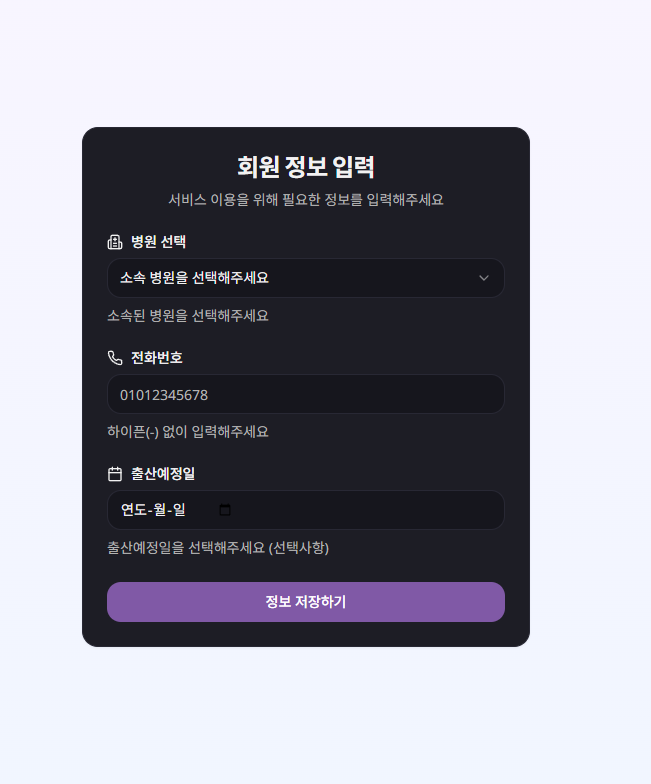 회원 정보 입력
서비스 이용을 위해 필요한 정보를 입력해주세요
병원 선택
소속 병원을 선택해주세요
소속된 병원을 선택해주세요
전화번호
01012345678
하이픈(-) 없이 입력해주세요
출산예정일
연도-월-일
출산예정일을 선택해주세요 (선택사항)
정보 저장하기